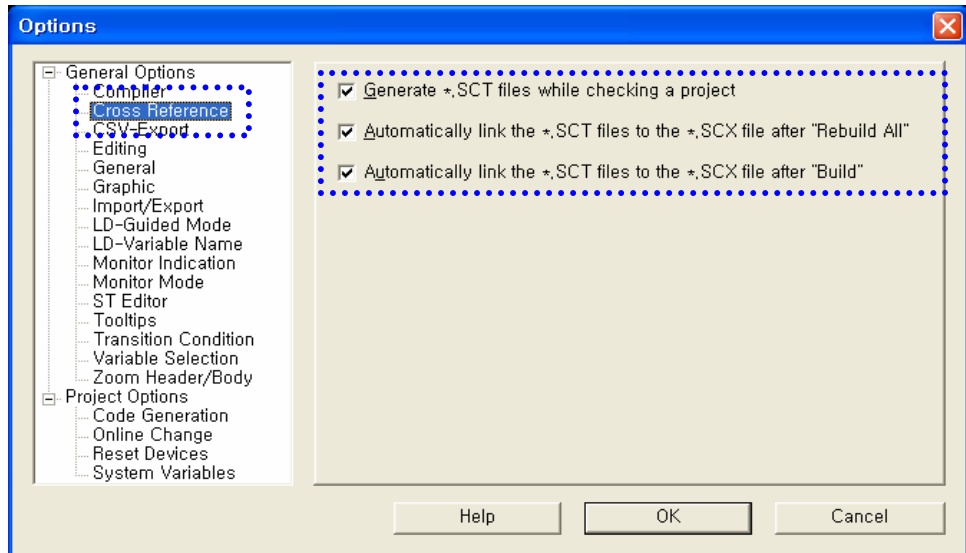 Options
General Options
Compiler
Cross Reference
CSV-Export
Editing
General
Graphic
Import/Export
LD-Guided Mode
LD-Variable Name
Monitor Indication
Monitor Mode
ST Editor
Tooltips
Transition Condition
Variable Selection
Zoom Header/Body
Project Options
Code Generation
Online Change
Reset Devices
System Variables
Generate *,SCT files while checking a project
Automatically link the *,SCT files to the *,SCX file after "Rebuild All"
Automatically link the *,SCT files to the *,SCX file after "Build"
Help
OK
Cancel